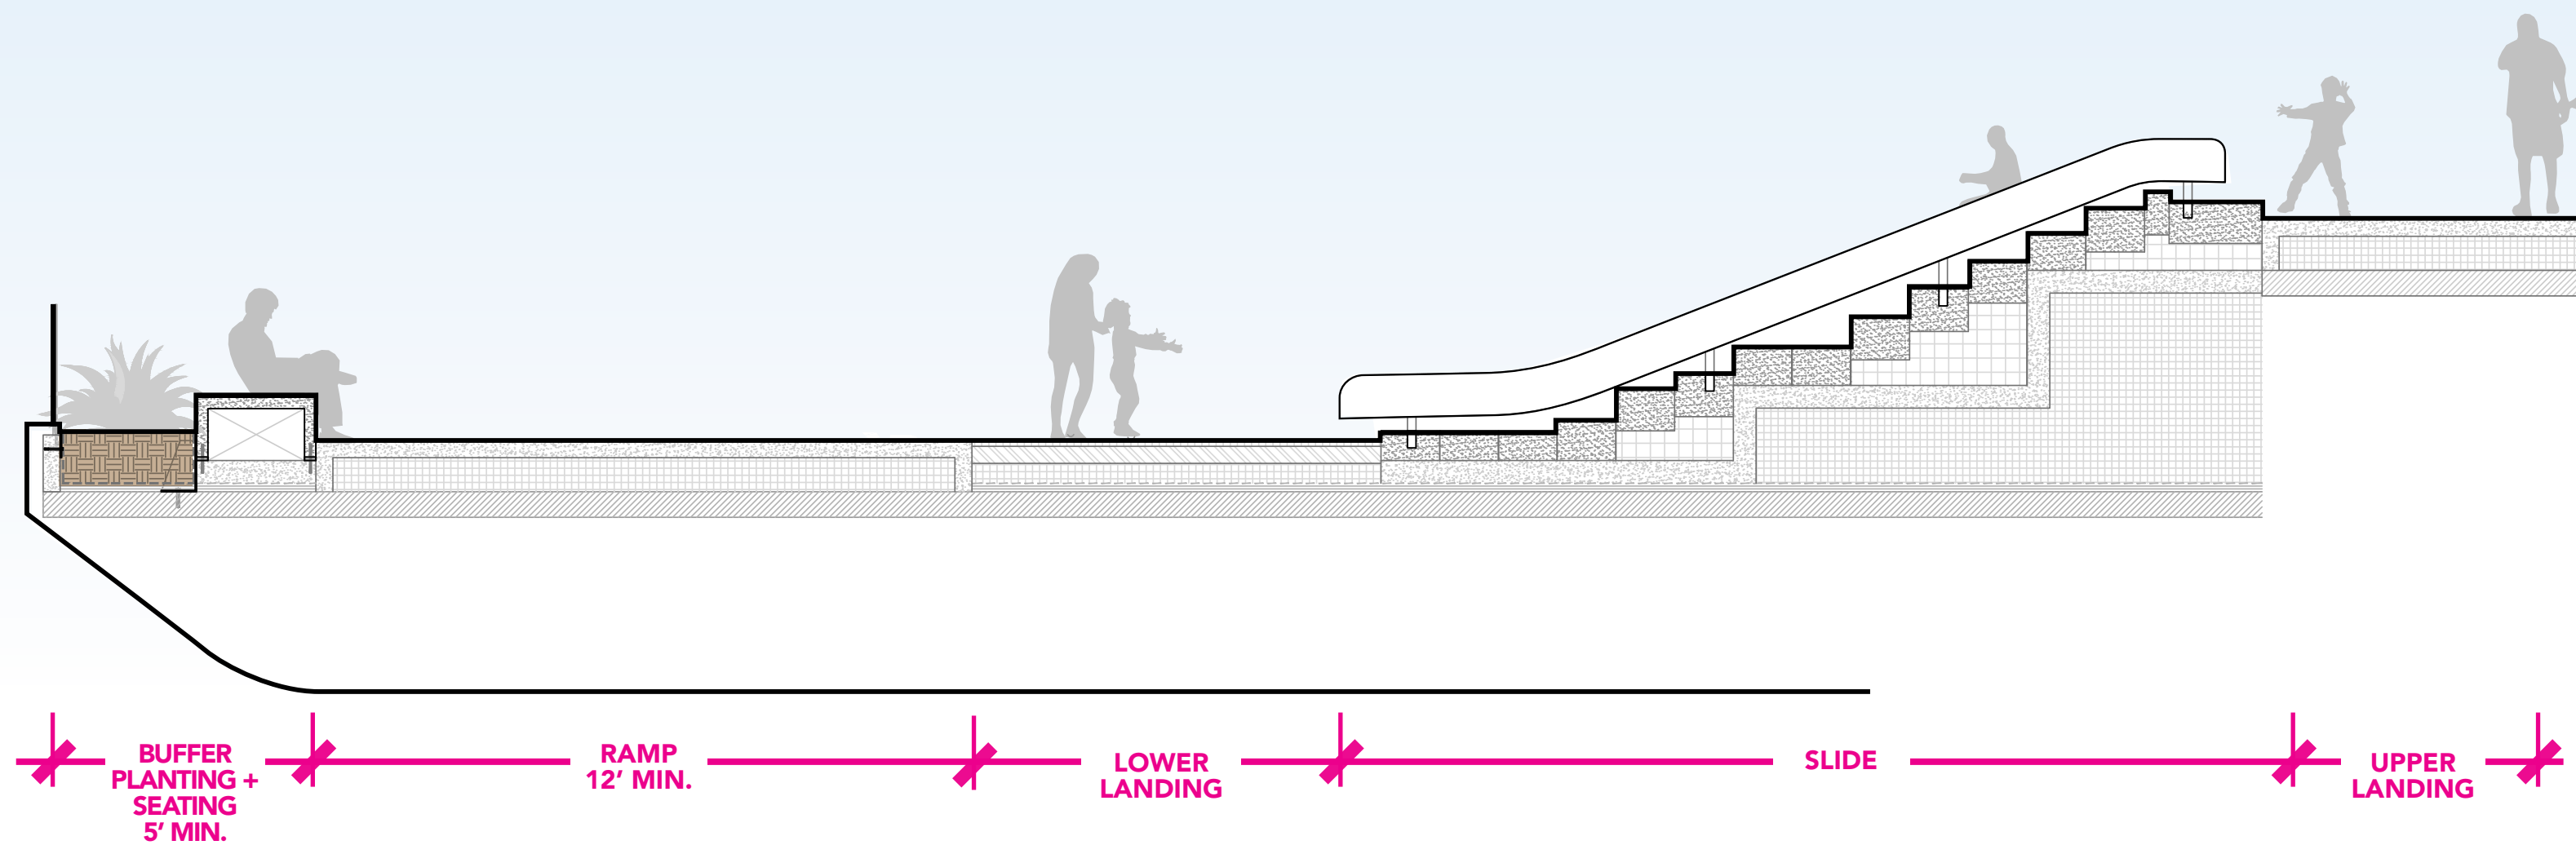 BUFFER
PLANTING +
SEATING
5’ MIN.
RAMP
12’ MIN.
LOWER
LANDING
SLIDE
UPPER
LANDING